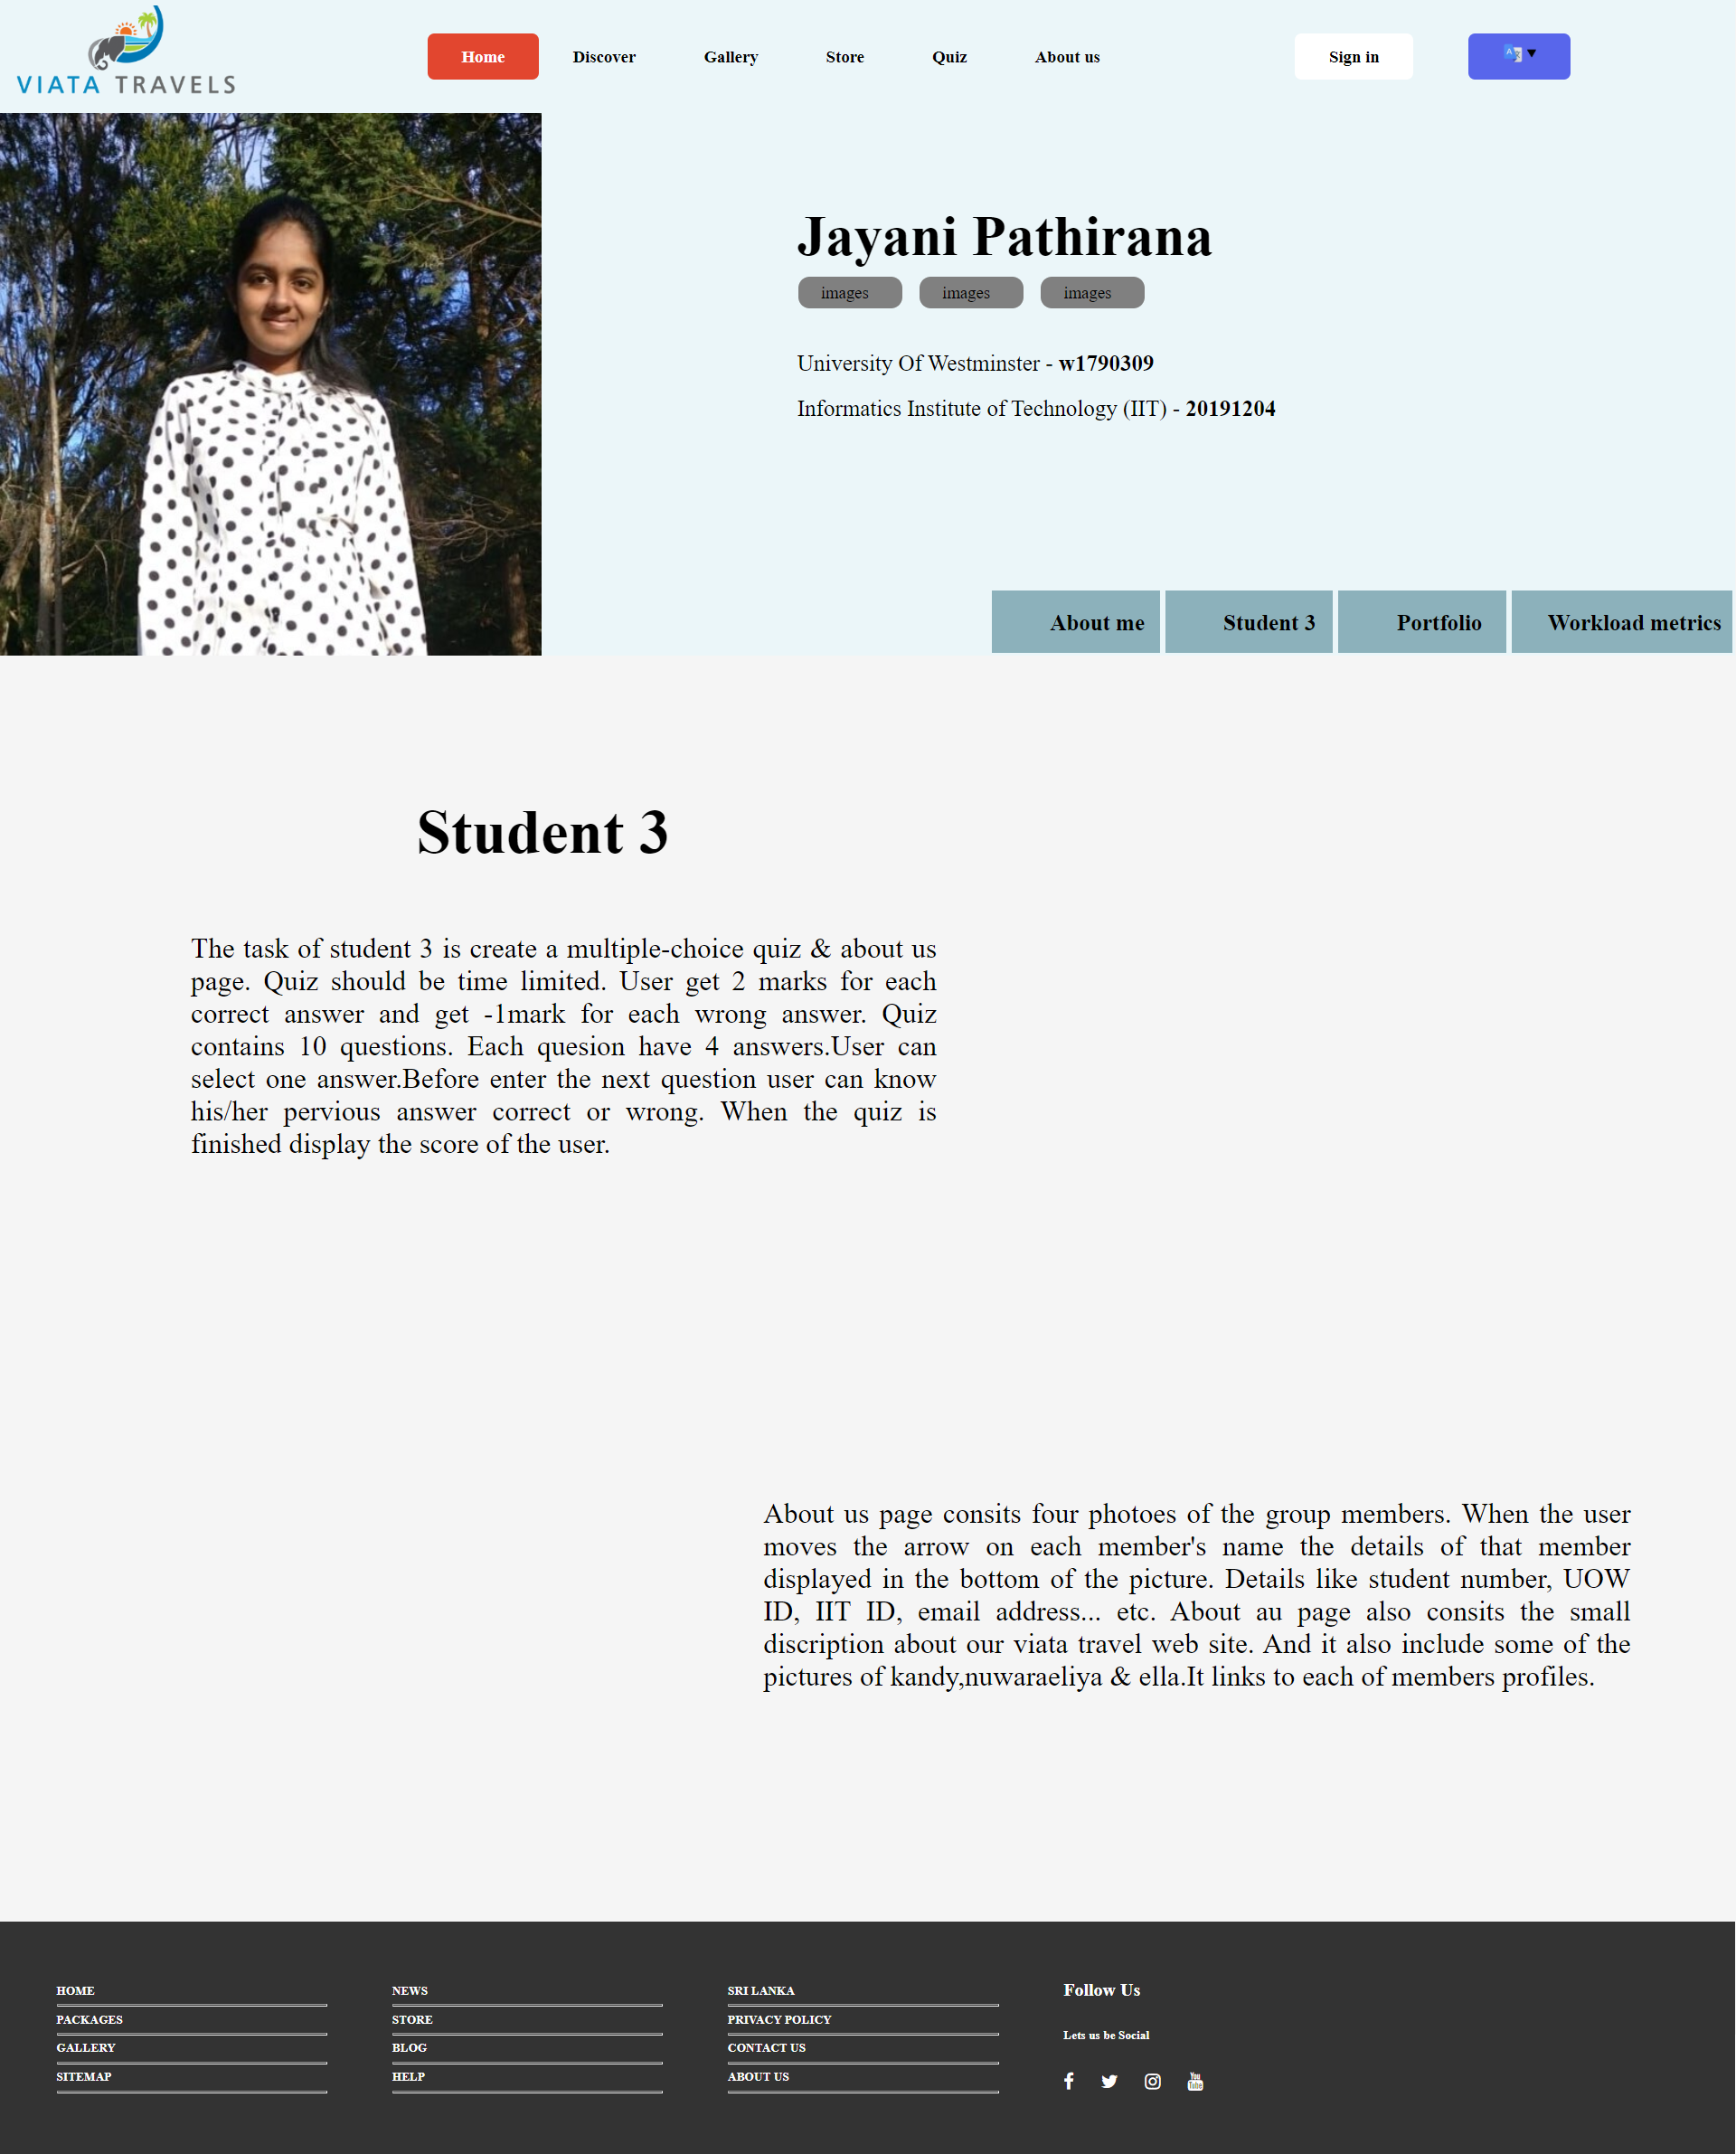 VIATA TRAVELS
Home
Discover
Gallery
Store
Quiz
About us
Sign in
Jayani Pathirana
images
images
images
University Of Westminster - w1790309
Informatics Institute of Technology (IIT) - 20191204
About me
Student 3
Portfolio
Workload metrics
Student 3
The task of student 3 is create a multiple-choice quiz & about us
page. Quiz should be time limited. User get 2 marks for each
correct answer and get -1mark for each wrong answer. Quiz
contains 10 questions. Each quesion have 4 answers.User can
select one answer.Before enter the next question user can know
his/her pervious answer correct or wrong. When the quiz is
finished display the score of the user.
About us page consits four photoes of the group members. When the user
moves the arrow on each member's name the details of that member
displayed in the bottom of the picture. Details like student number, UOW
ID, IIT ID, email address... etc. About au page also consits the small
discription about our viata travel web site. And it also include some of the
pictures of kandy,nuwaraeliya & ella.It links to each of members profiles.
HOME
PACKAGES
GALLERY
SITEMAP
NEWS
STORE
BLOG
HELP
SRI LANKA
PRIVACY POLICY
CONTACT US
ABOUT US
Follow Us
Lets us be Social
You
Tube